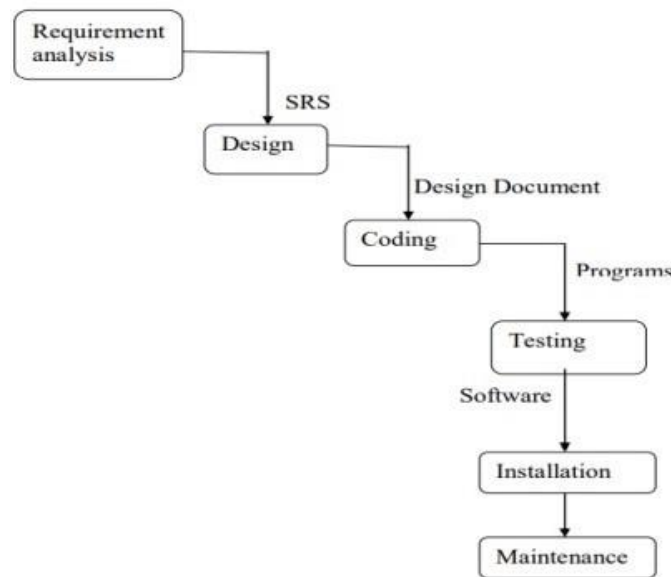 Requirement
analysis
SRS
Design
Design Document
Coding
Programs
Testing
Software
Installation
Maintenance